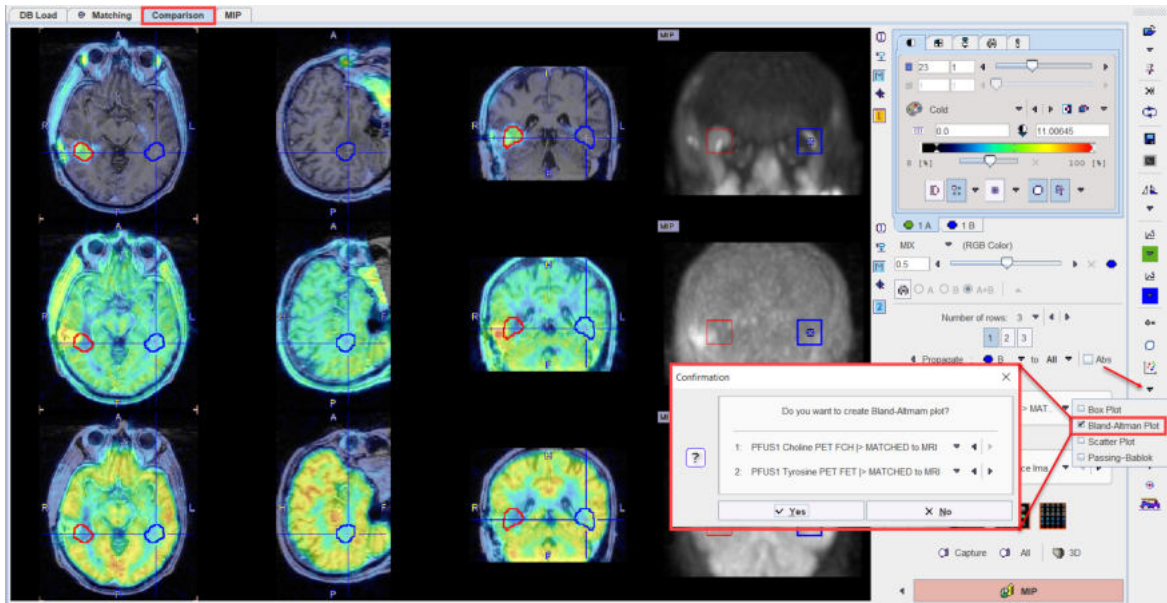 DB Load
Matching
Comparison
MIP
A
A
MIP
R
L
P
P
23
1
Cold
0.0
11.00645
0 [%]
100 [%]
1 A
1 B
MIX
(RGB Color)
0.5
A
B
A+B
Number of rows: 3
1 2 3
Propagate
B
to All
Abs
A
A
H
MIP
R
L
H
P
P
Confirmation
Do you want to create Bland-Altmam plot?
1: PFUS1 Choline PET FCH |> MATCHED to MRI
2: PFUS1 Tyrosine PET FET |> MATCHED to MRI
Yes
No
> MAT..
Box Plot
Bland-Altman Plot
Scatter Plot
Passing-Bablok
ce Ima..
A
A
H
R
L
P
P
Capture
All
3D
MIP